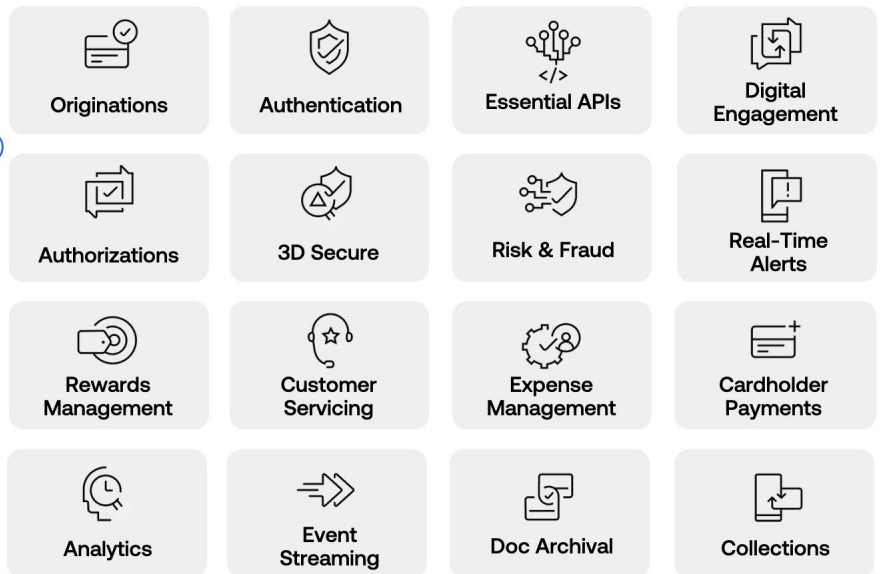 Originations
Authentication
</>
Essential APIs
Digital
Engagement
Authorizations
3D Secure
Risk & Fraud
Real-Time
Alerts
Rewards
Management
Customer
Servicing
Expense
Management
Cardholder
Payments
Analytics
Event
Streaming
Doc Archival
Collections